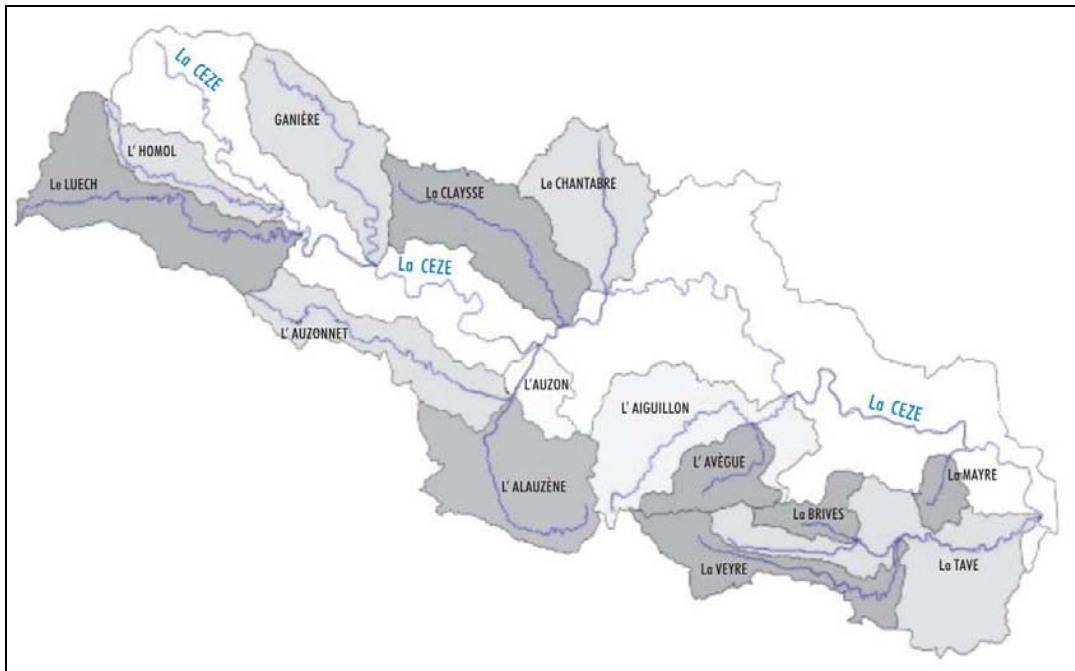 La CEZE
GANIÈRE
L' HOMOL
Le LUECH
La CLAYSSE
Le CHANTABRE
La CEZE
L' AUZONNET
L'AUZON
L' AIGUILLON
La CEZE
L' AVÈGUE
La MAYRE
L' ALAUZÈNE
La BRIVES
La VEYRE
La TAVE